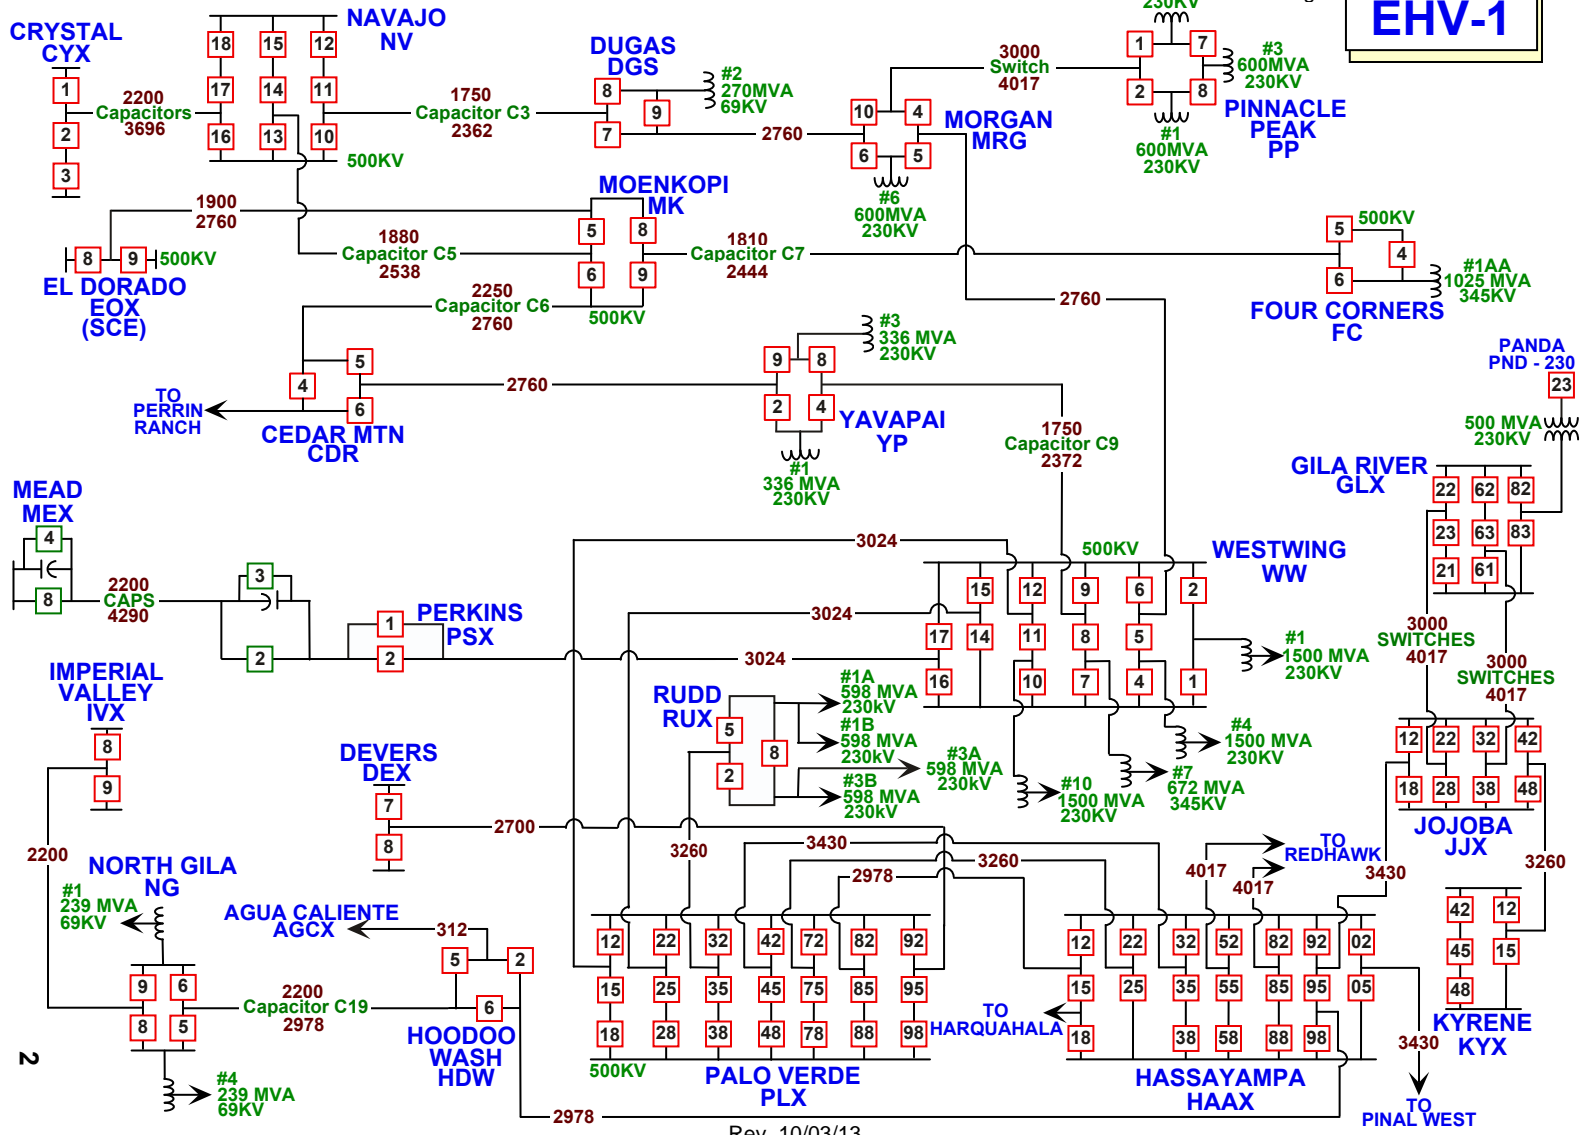 EHV-1
CRYSTAL
CYX
1
2
3
2200
Capacitors
3696
NAVAJO
NV
18
15
12
17
14
11
16
13
10
500KV
1750
Capacitor C3
2362
DUGAS
DGS
8
9
7
#2
270MVA
69KV
2760
MORGAN
MRG
10
4
6
5
#6
600MVA
230KV
3000
Switch
4017
230KV
1
7
2
8
#3
600MVA
230KV
#1
600MVA
230KV
PINNACLE
PEAK
PP
1900
2760
8
9
500KV
EL DORADO
EOX
(SCE)
MOENKOPI
MK
5
8
6
9
500KV
1880
Capacitor C5
2538
1810
Capacitor C7
2444
2250
Capacitor C6
2760
5
500KV
4
6
#1AA
1025 MVA
345KV
FOUR CORNERS
FC
2760
5
4
6
TO
PERRIN
RANCH
CEDAR MTN
CDR
2760
#3
336 MVA
230KV
9
8
2
4
#1
336 MVA
230KV
YAVAPAI
YP
1750
Capacitor C9
2372
PANDA
PND - 230
23
500 MVA
230KV
GILA RIVER
GLX
22
62
82
23
63
83
21
61
3000
SWITCHES
4017
3000
SWITCHES
4017
MEAD
MEX
4
8
2200
CAPS
4290
3
2
PERKINS
PSX
1
2
3024
3024
3024
500KV
WESTWING
WW
15
12
9
6
2
17
14
11
8
5
16
10
7
4
1
#1
1500 MVA
230KV
#4
1500 MVA
230KV
#7
672 MVA
345KV
#10
1500 MVA
230KV
RUDD
RUX
5
8
2
#1A
598 MVA
230kV
#1B
598 MVA
230kV
#3A
598 MVA
230kV
#3B
598 MVA
230kV
IMPERIAL
VALLEY
IVX
8
9
2200
DEVERS
DEX
7
8
2700
3260
3430
3260
2978
4017
4017
TO
REDHAWK
3430
12
22
32
42
18
28
38
48
JOJOBA
JJX
3260
42
12
45
15
48
KYRENE
KYX
NORTH GILA
NG
#1
239 MVA
69KV
9
6
8
5
#4
239 MVA
69KV
2200
Capacitor C19
2978
AGUA CALIENTE
AGCX
312
5
2
6
HOODOO
WASH
HDW
2978
12
22
32
42
72
82
92
15
25
35
45
75
85
95
18
28
38
48
78
88
98
500KV
PALO VERDE
PLX
TO
HARQUAHALA
12
22
32
52
82
92
02
15
25
35
55
85
95
05
18
38
58
88
98
HASSAYAMPA
HAAX
3430
TO
PINAL WEST
2
Rev. 10/03/13